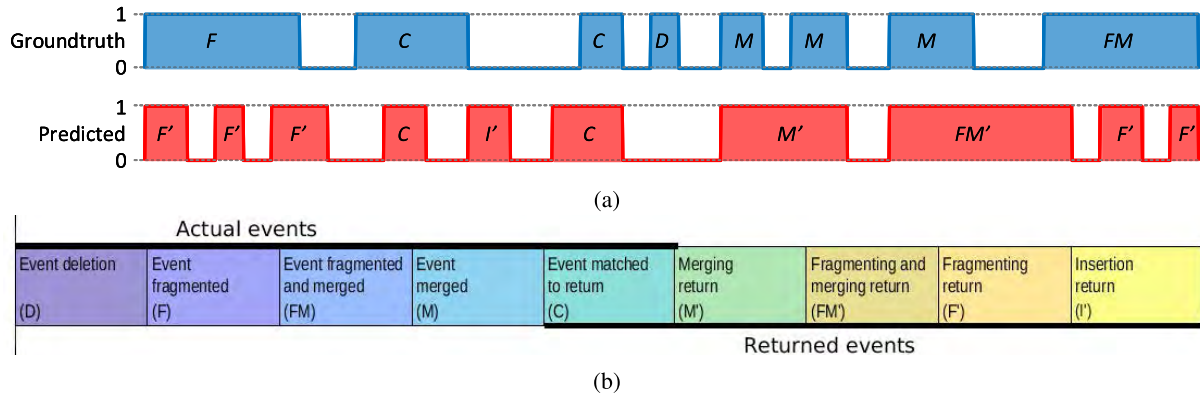 1
Groundtruth
0
F C C D M M M FM
1
Predicted
0
F' F' F' C I' C M' FM' F' F'
(a)
Actual events
Event deletion
(D)
Event
fragmented
(F)
Event fragmented
and merged
(FM)
Event
merged
(M)
Event matched
to return
(C)
Merging
return
(M')
Fragmenting and
merging return
(FM')
Fragmenting
return
(F')
Insertion
return
(I')
Returned events
(b)